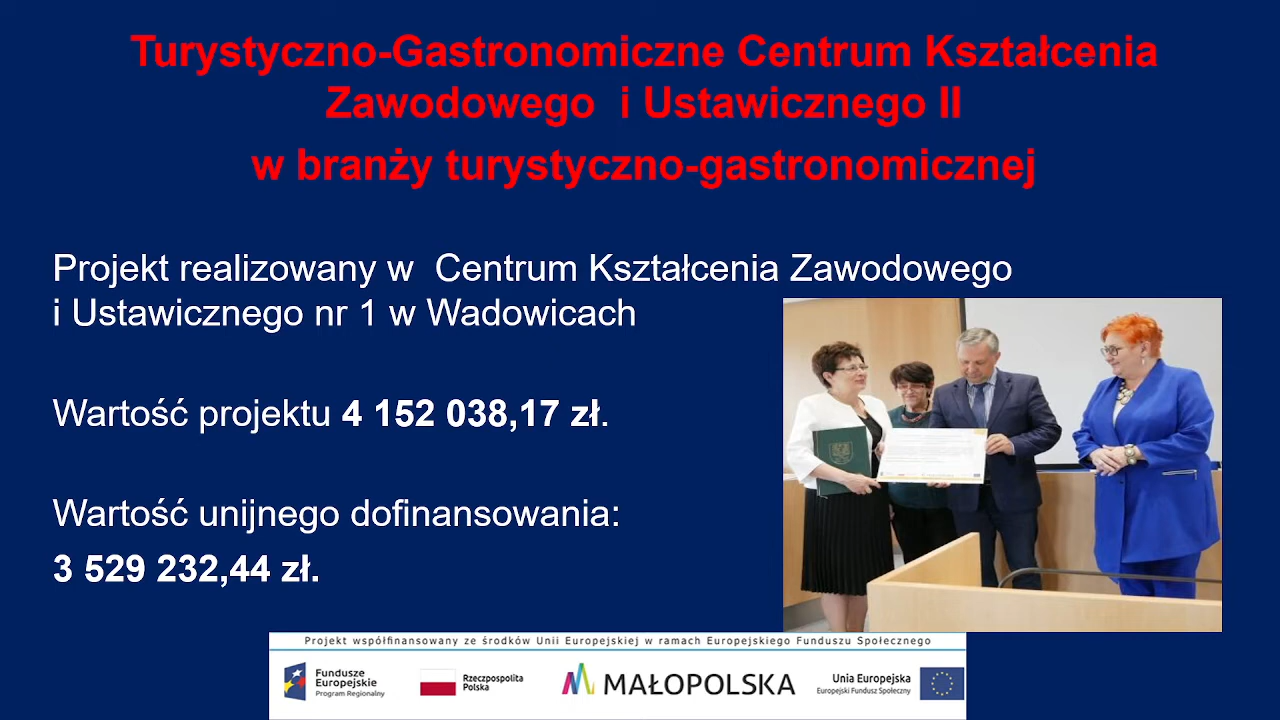 Turystyczno-Gastronomiczne Centrum Kształcenia
Zawodowego i Ustawicznego II
w branży turystyczno-gastronomicznej
Projekt realizowany w Centrum Kształcenia Zawodowego
i Ustawicznego nr 1 w Wadowicach
Wartość projektu 4 152 038,17 zł.
Wartość unijnego dofinansowania:
3 529 232,44 zł.
Projekt współfinansowany ze środków Unii Europejskiej w ramach Europejskiego Funduszu Społecznego
Fundusze
Europejskie
Program Regionalny
Rzeczpospolita
Polska
MAŁOPOLSKA
Unia Europejska
Europejski Fundusz Społeczny